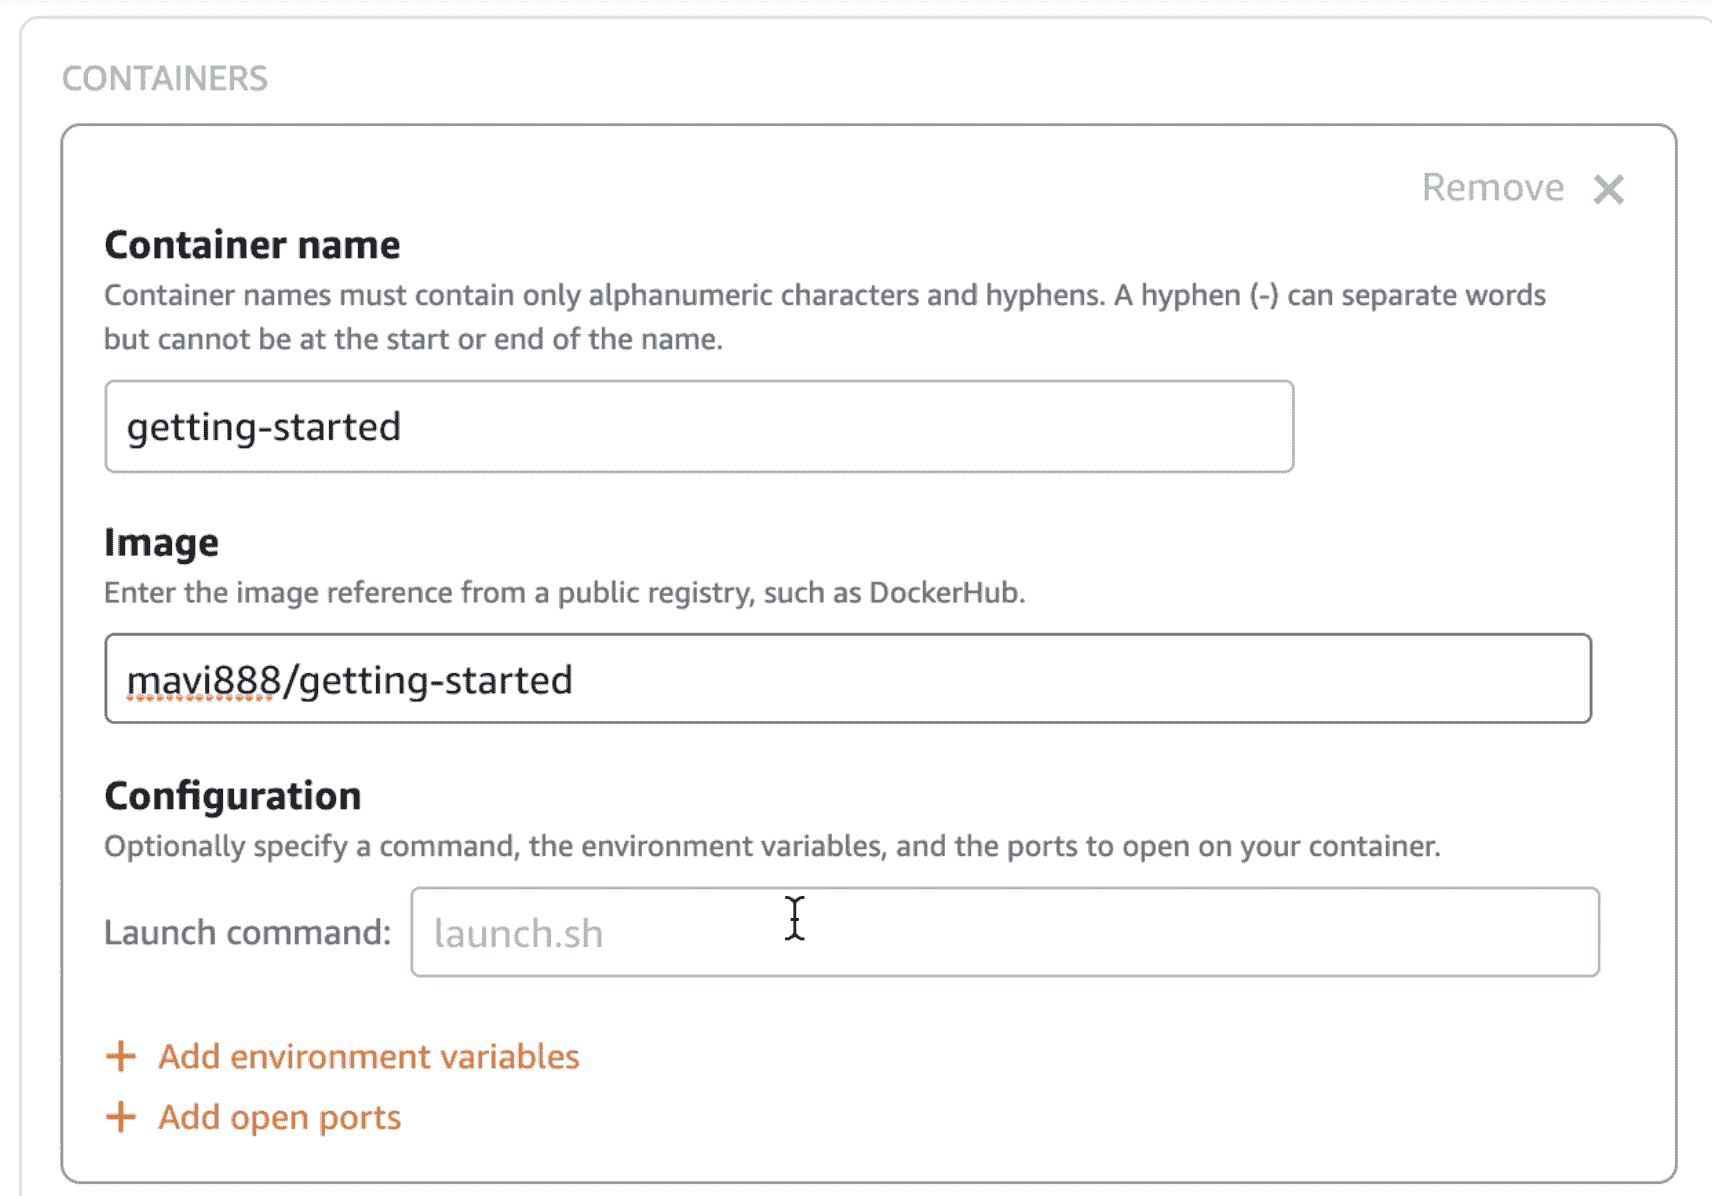 CONTAINERS
Remove ✕
Container name
Container names must contain only alphanumeric characters and hyphens. A hyphen (-) can separate words
but cannot be at the start or end of the name.
getting-started
Image
Enter the image reference from a public registry, such as DockerHub.
mavi888/getting-started
Configuration
Optionally specify a command, the environment variables, and the ports to open on your container.
Launch command: launch.sh
+ Add environment variables
+ Add open ports